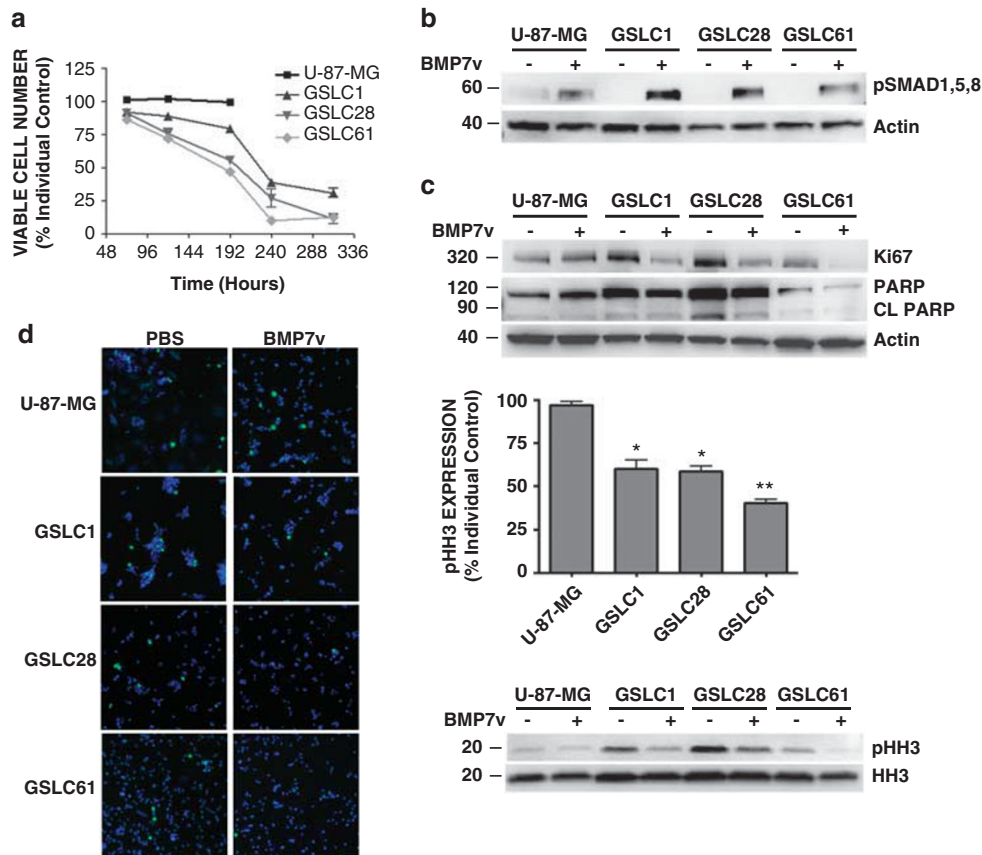 a
VIABLE CELL NUMBER
(% Individual Control)
125
100
75
50
25
0
48 96 144 192 240 288 336
Time (Hours)
U-87-MG
GSLC1
GSLC28
GSLC61
b
U-87-MG GSLC1 GSLC28 GSLC61
BMP7v - + - + - + - +
60
pSMAD1,5,8
40
Actin
c
U-87-MG GSLC1 GSLC28 GSLC61
BMP7v - + - + - + - +
320
Ki67
120
PARP
90
CL PARP
40
Actin
d
PBS BMP7v
U-87-MG
GSLC1
GSLC28
GSLC61
pHH3 EXPRESSION
(% Individual Control)
100
75
50
25
0
* * **
U-87-MG GSLC1 GSLC28 GSLC61
U-87-MG GSLC1 GSLC28 GSLC61
BMP7v - + - + - + - +
20
pHH3
20
HH3